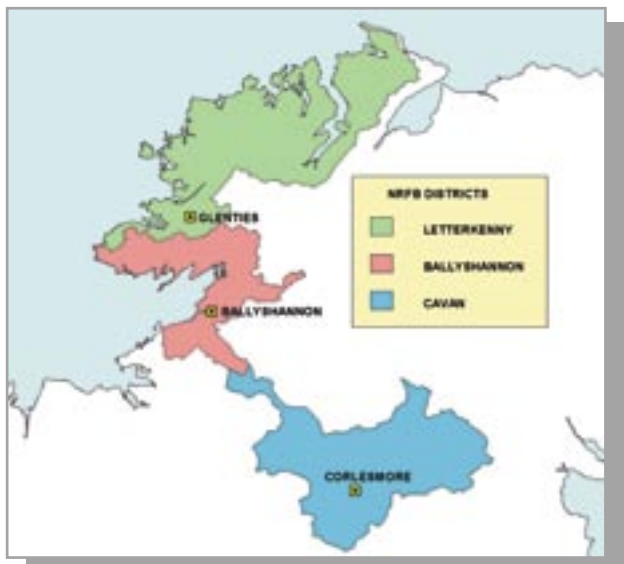 GLENTIES
BALLYSHANNON
CORLESMORE
NRFB DISTRICTS
LETTERKENNY
BALLYSHANNON
CAVAN